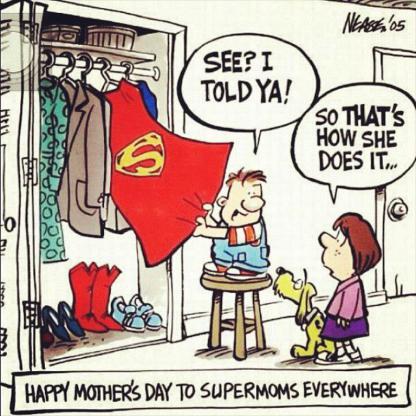 NEASE, '05
SEE? I
TOLD YA!
SO THAT'S
HOW SHE
DOES IT...
S
HAPPY MOTHER'S DAY TO SUPERMOMS EVERYWHERE